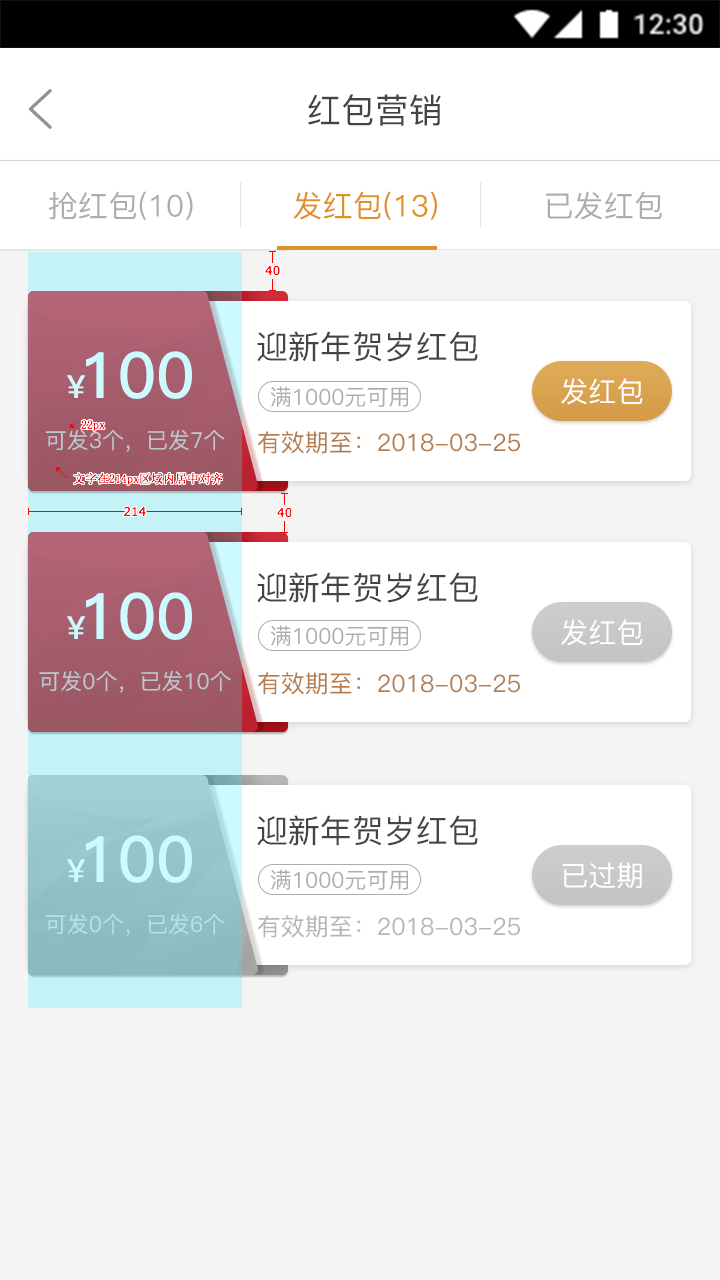 12:30
红包营销
抢红包(10)
发红包(13)
已发红包
40
迎新年贺岁红包
¥100
满1000元可用
发红包
22px
可发3个，已发7个
有效期至：2018-03-25
文字在214px区域内居中对齐
214
40
迎新年贺岁红包
¥100
满1000元可用
发红包
可发0个，已发10个
有效期至：2018-03-25
迎新年贺岁红包
¥100
满1000元可用
已过期
可发0个，已发6个
有效期至：2018-03-25